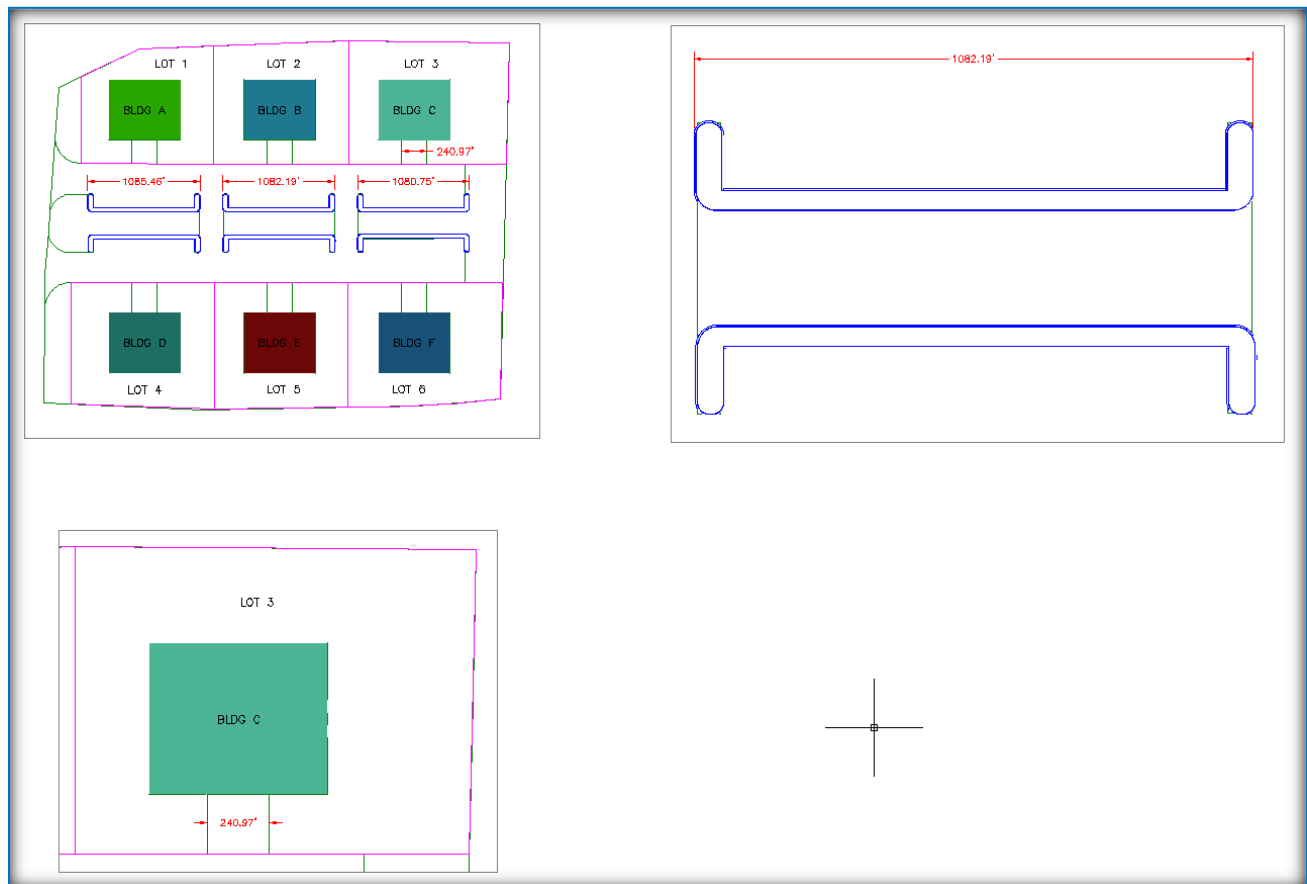 LOT 1
LOT 2
LOT 3
BLDG A
BLDG B
BLDG C
240.97'
1085.46'
1082.19'
1080.75'
BLDG D
BLDG E
BLDG F
LOT 4
LOT 5
LOT 6
1082.19'
LOT 3
BLDG C
240.97'